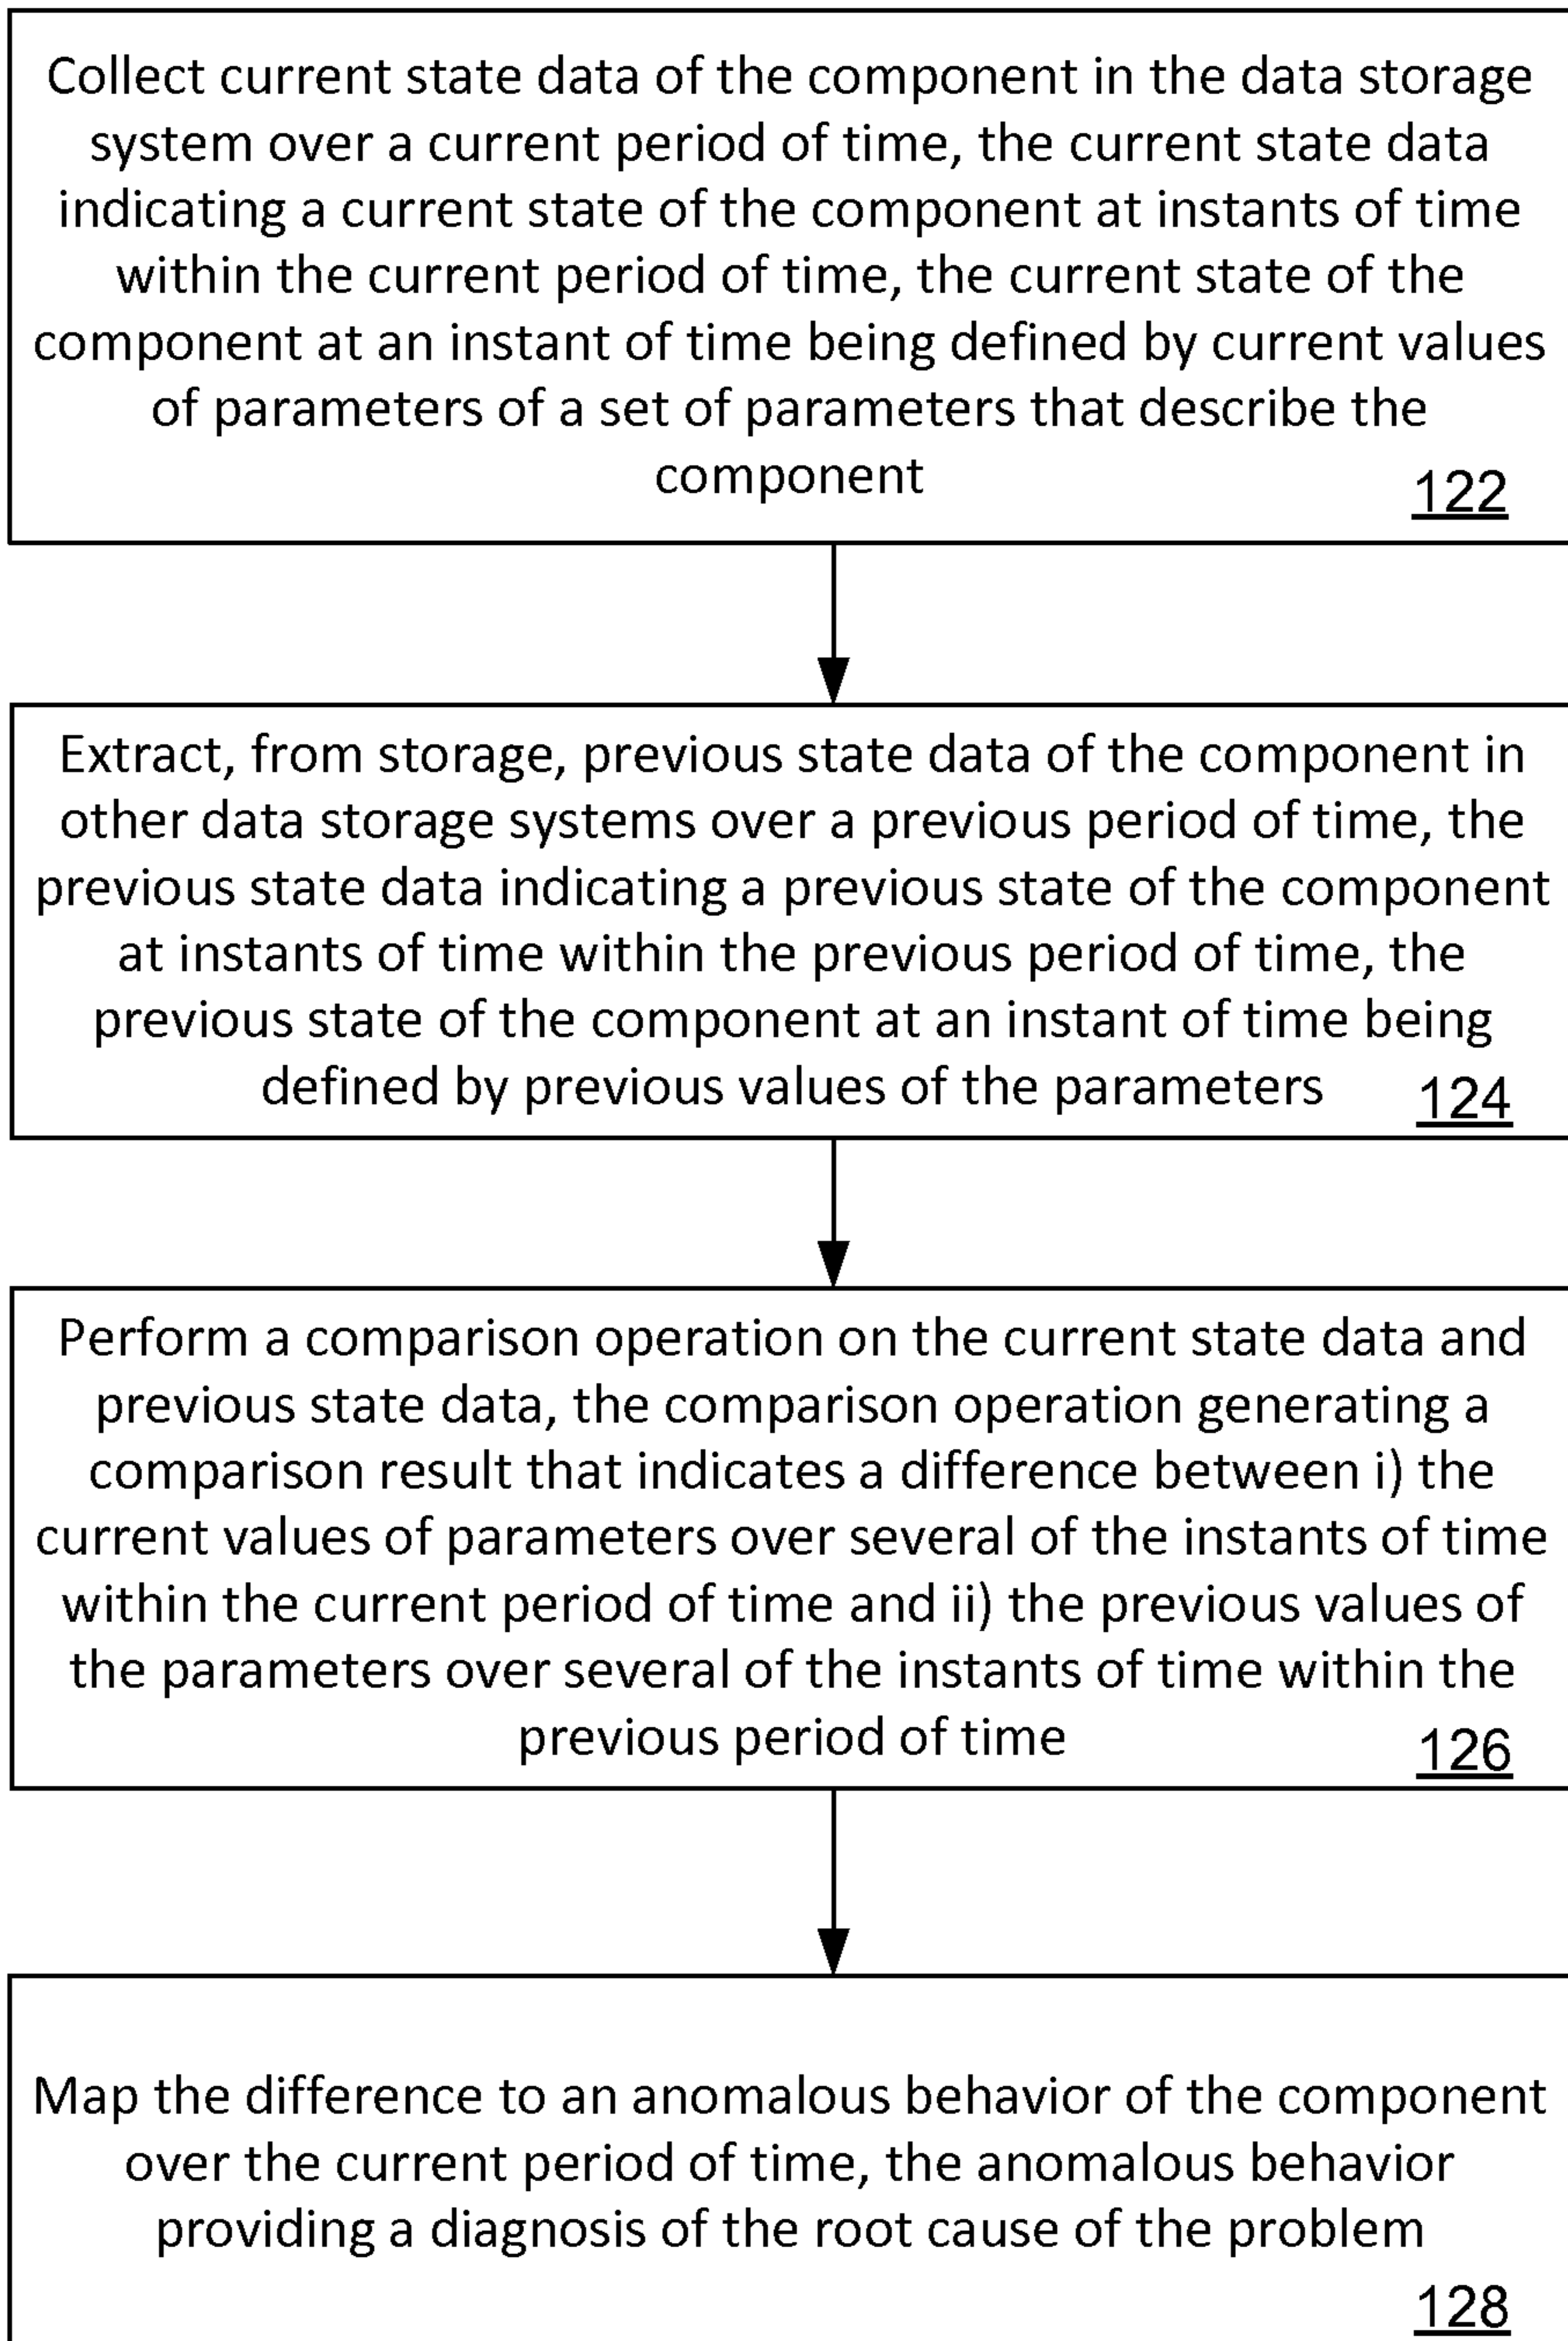 Collect current state data of the component in the data storage
system over a current period of time, the current state data
indicating a current state of the component at instants of time
within the current period of time, the current state of the
component at an instant of time being defined by current values
of parameters of a set of parameters that describe the
component
122
Extract, from storage, previous state data of the component in
other data storage systems over a previous period of time, the
previous state data indicating a previous state of the component
at instants of time within the previous period of time, the
previous state of the component at an instant of time being
defined by previous values of the parameters
124
Perform a comparison operation on the current state data and
previous state data, the comparison operation generating a
comparison result that indicates a difference between i) the
current values of parameters over several of the instants of time
within the current period of time and ii) the previous values of
the parameters over several of the instants of time within the
previous period of time
126
Map the difference to an anomalous behavior of the component
over the current period of time, the anomalous behavior
providing a diagnosis of the root cause of the problem
128